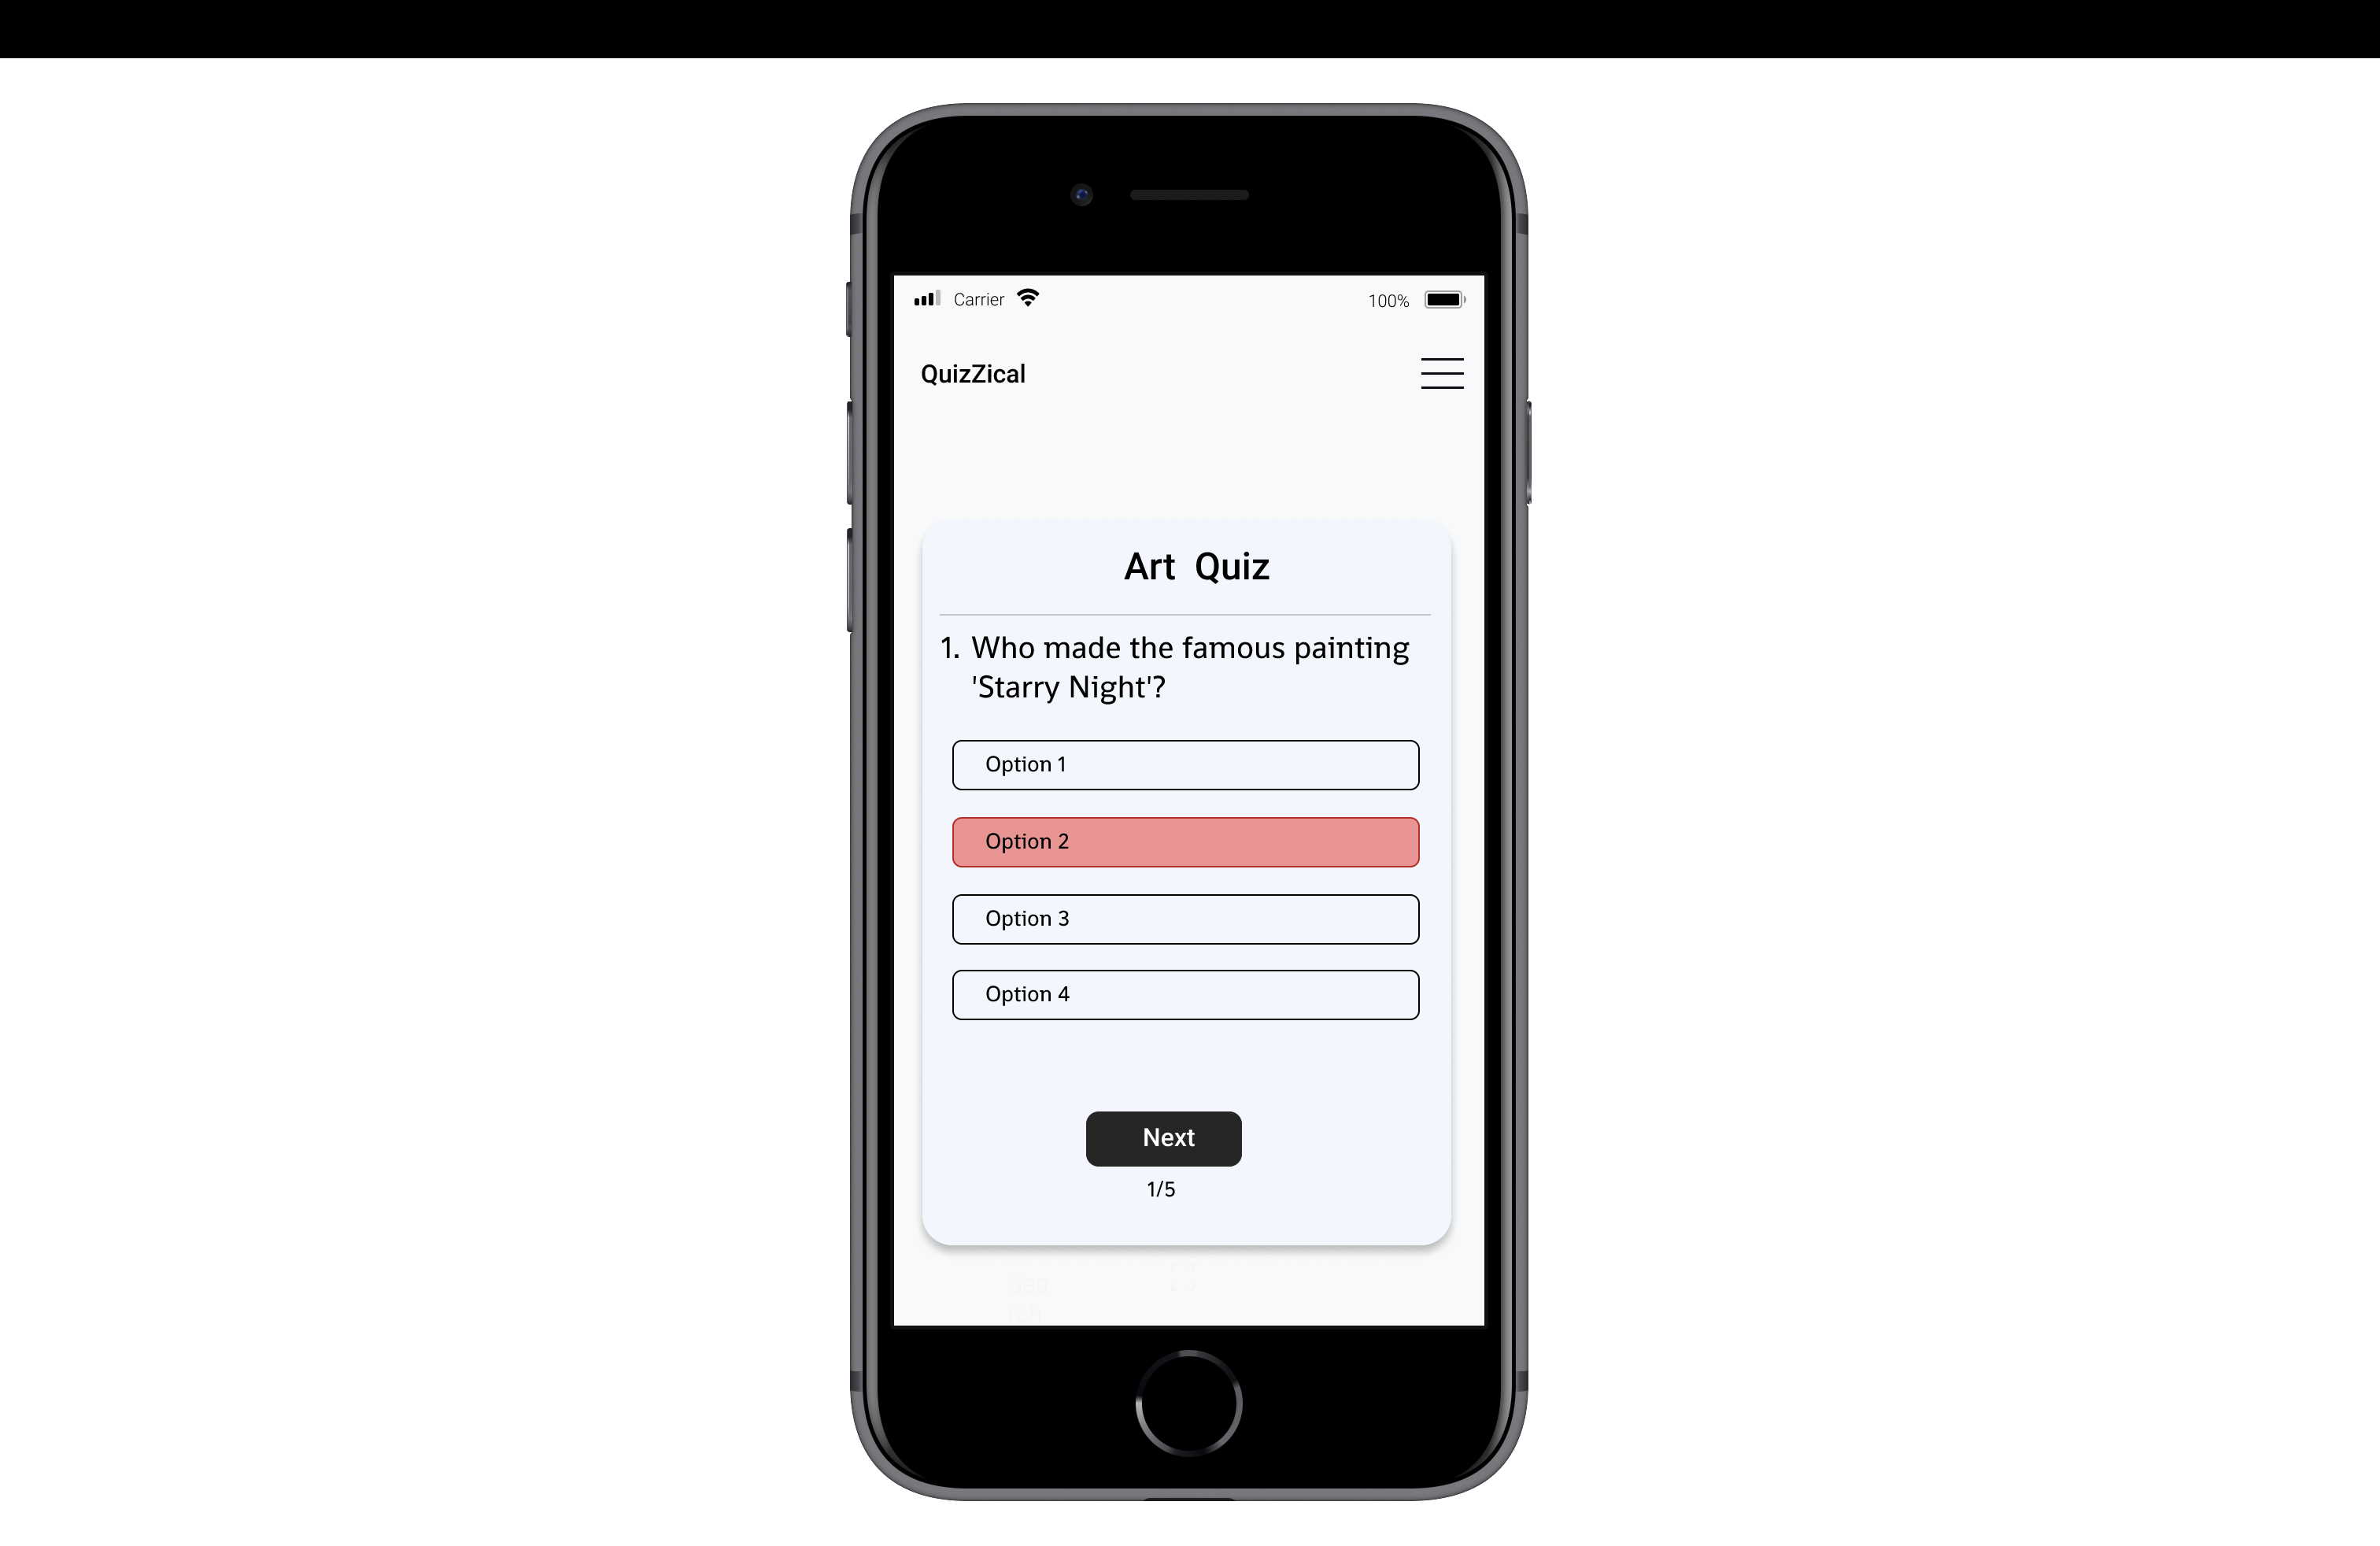 Carrier 100%
QuizZical
Art Quiz
1. Who made the famous painting
'Starry Night'?
Option 1
Option 2
Option 3
Option 4
Next
1/5